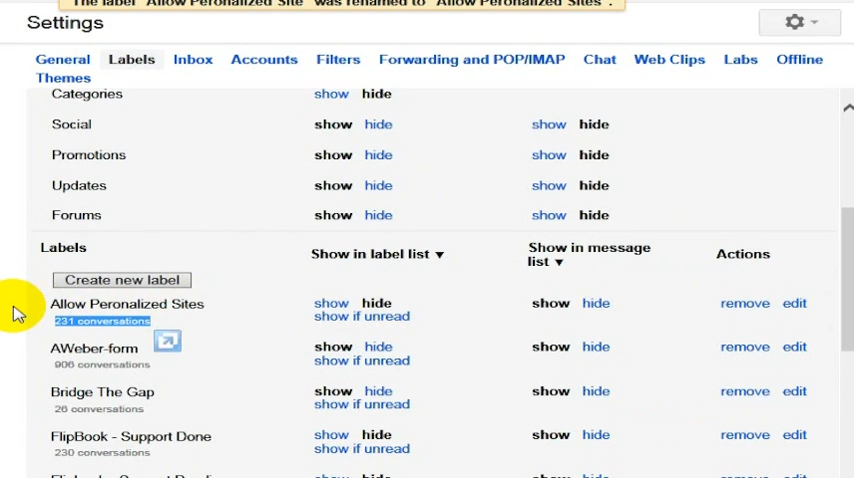 The label "Allow Peronalized Site" was renamed to "Allow Peronalized Sites".
Settings
General Labels Inbox Accounts Filters Forwarding and POP/IMAP Chat Web Clips Labs Offline
Themes
Categories show hide
Social show hide show hide
Promotions show hide show hide
Updates show hide show hide
Forums show hide show hide
Labels Show in label list ▼ Show in message list ▼ Actions
Create new label
Allow Peronalized Sites show hide show hide remove edit
231 conversations show if unread
AWeber-form show hide show hide remove edit
906 conversations show if unread
Bridge The Gap show hide show hide remove edit
26 conversations show if unread
FlipBook - Support Done show hide show hide remove edit
230 conversations show if unread
show hide show hide remove edit